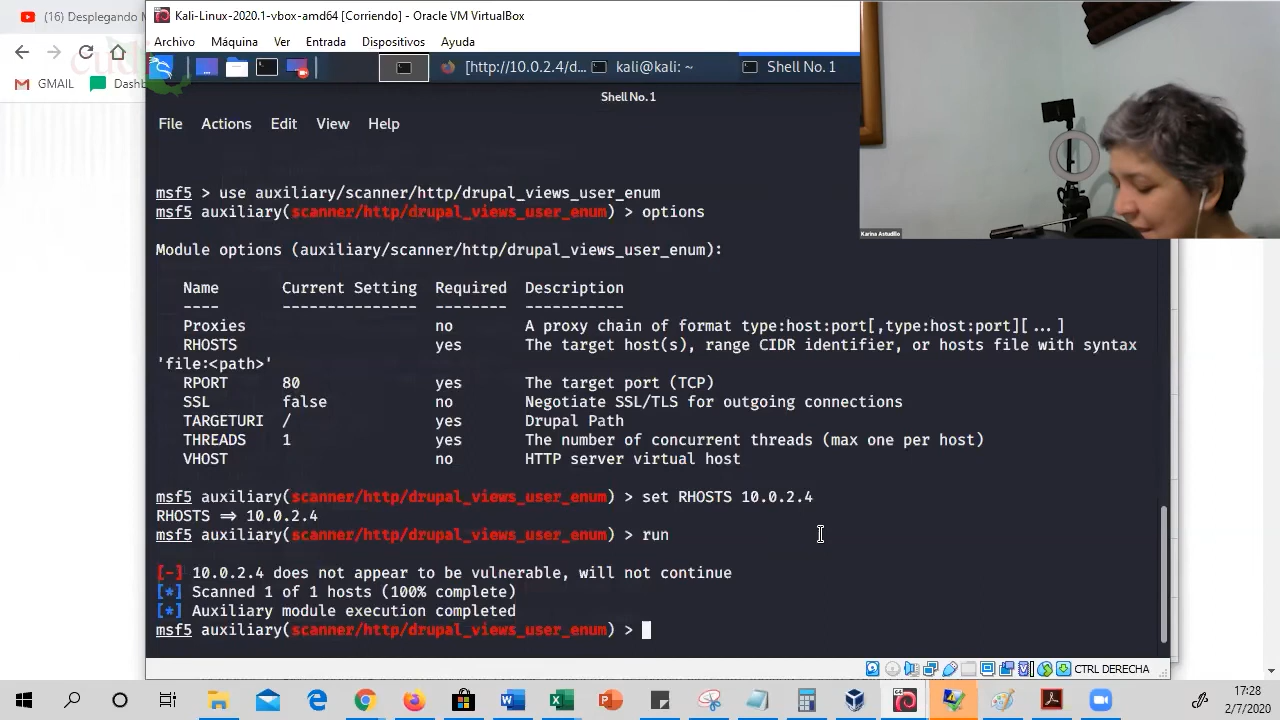 (16) Desplegando M
Kali-Linux-2020.1-vbox-amd64 [Corriendo] - Oracle VM VirtualBox
Archivo Máquina Ver Entrada Dispositivos Ayuda
[http://10.0.2.4/d... kali@kali: ~ Shell No. 1
GMAIL Dashb
Shell No.1
File Actions Edit View Help
msf5 > use auxiliary/scanner/http/drupal_views_user_enum
msf5 auxiliary(scanner/http/drupal_views_user_enum) > options
Karina Astudillo
Module options (auxiliary/scanner/http/drupal_views_user_enum):
Name Current Setting Required Description
---- --------------- -------- -----------
Proxies no A proxy chain of format type:host:port[,type:host:port][...]
RHOSTS yes The target host(s), range CIDR identifier, or hosts file with syntax
'file:<path>'
RPORT 80 yes The target port (TCP)
SSL false no Negotiate SSL/TLS for outgoing connections
TARGETURI / yes Drupal Path
THREADS 1 yes The number of concurrent threads (max one per host)
VHOST no HTTP server virtual host
msf5 auxiliary(scanner/http/drupal_views_user_enum) > set RHOSTS 10.0.2.4
RHOSTS => 10.0.2.4
msf5 auxiliary(scanner/http/drupal_views_user_enum) > run
[-] 10.0.2.4 does not appear to be vulnerable, will not continue
[*] Scanned 1 of 1 hosts (100% complete)
[*] Auxiliary module execution completed
msf5 auxiliary(scanner/http/drupal_views_user_enum) >
CTRL DERECHA
17:28
2/7/2020